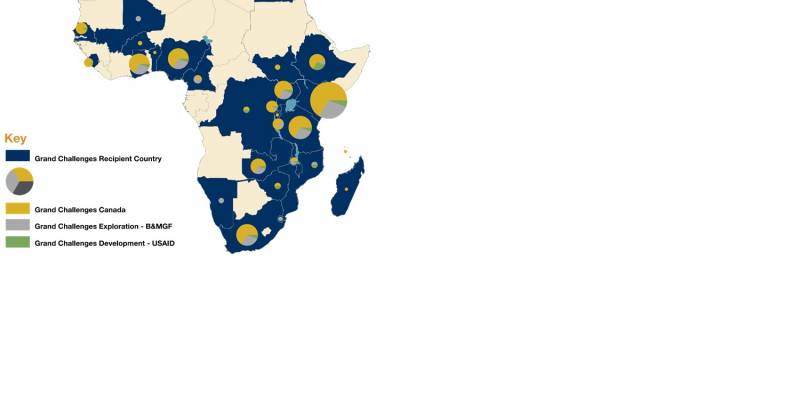 Key
Grand Challenges Recipient Country
Grand Challenges Canada
Grand Challenges Exploration - B&MGF
Grand Challenges Development - USAID